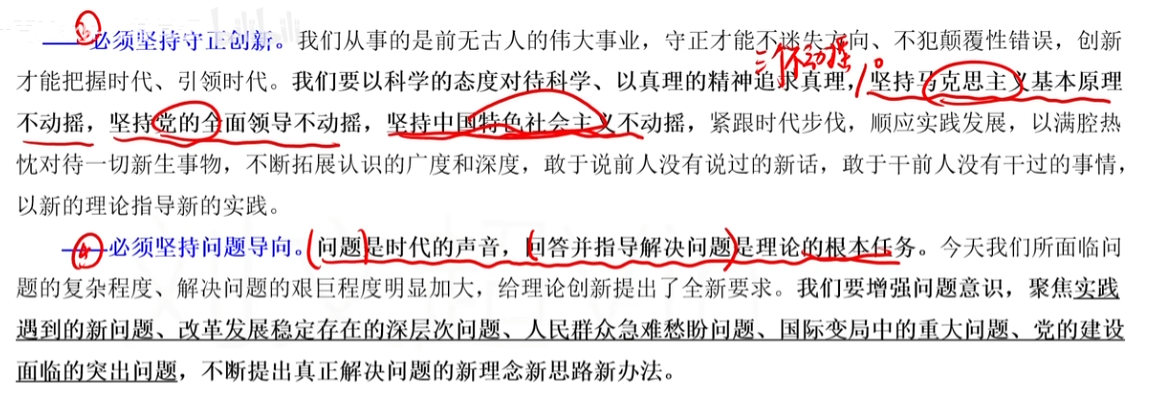 ③
——必须坚持守正创新。我们从事的是前无古人的伟大事业，守正才能不迷失方向、不犯颠覆性错误，创新
才能把握时代、引领时代。我们要以科学的态度对待科学、以真理的精神追求真理，坚持马克思主义基本原理
三个不动摇
不动摇，坚持党的全面领导不动摇，坚持中国特色社会主义不动摇，紧跟时代步伐，顺应实践发展，以满腔热
忱对待一切新生事物，不断拓展认识的广度和深度，敢于说前人没有说过的新话，敢于干前人没有干过的事情，
以新的理论指导新的实践。
④
——必须坚持问题导向。问题是时代的声音，回答并指导解决问题是理论的根本任务。今天我们所面临问
题的复杂程度、解决问题的艰巨程度明显加大，给理论创新提出了全新要求。我们要增强问题意识，聚焦实践
遇到的新问题、改革发展稳定存在的深层次问题、人民群众急难愁盼问题、国际变局中的重大问题、党的建设
面临的突出问题，不断提出真正解决问题的新理念新思路新办法。